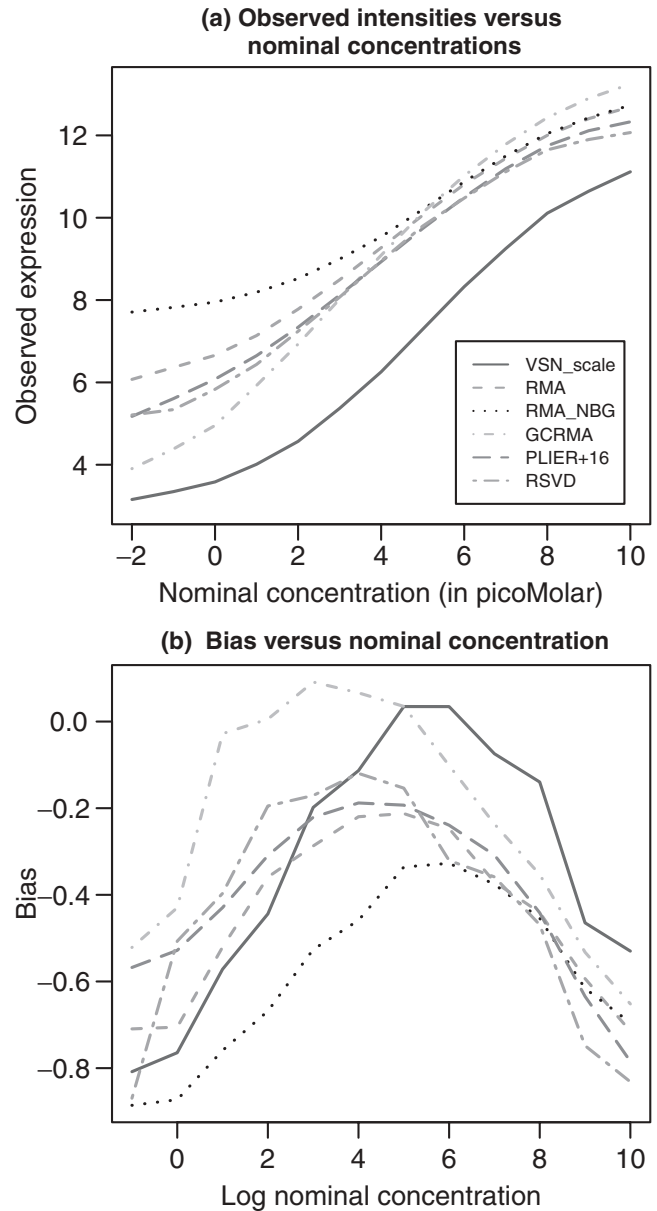 (a) Observed intensities versus
nominal concentrations
Observed expression
12
10
8
6
4
VSN_scale
RMA
RMA_NBG
GCRMA
PLIER+16
RSVD
−2 0 2 4 6 8 10
Nominal concentration (in picoMolar)
(b) Bias versus nominal concentration
Bias
0.0
−0.2
−0.4
−0.6
−0.8
0 2 4 6 8 10
Log nominal concentration